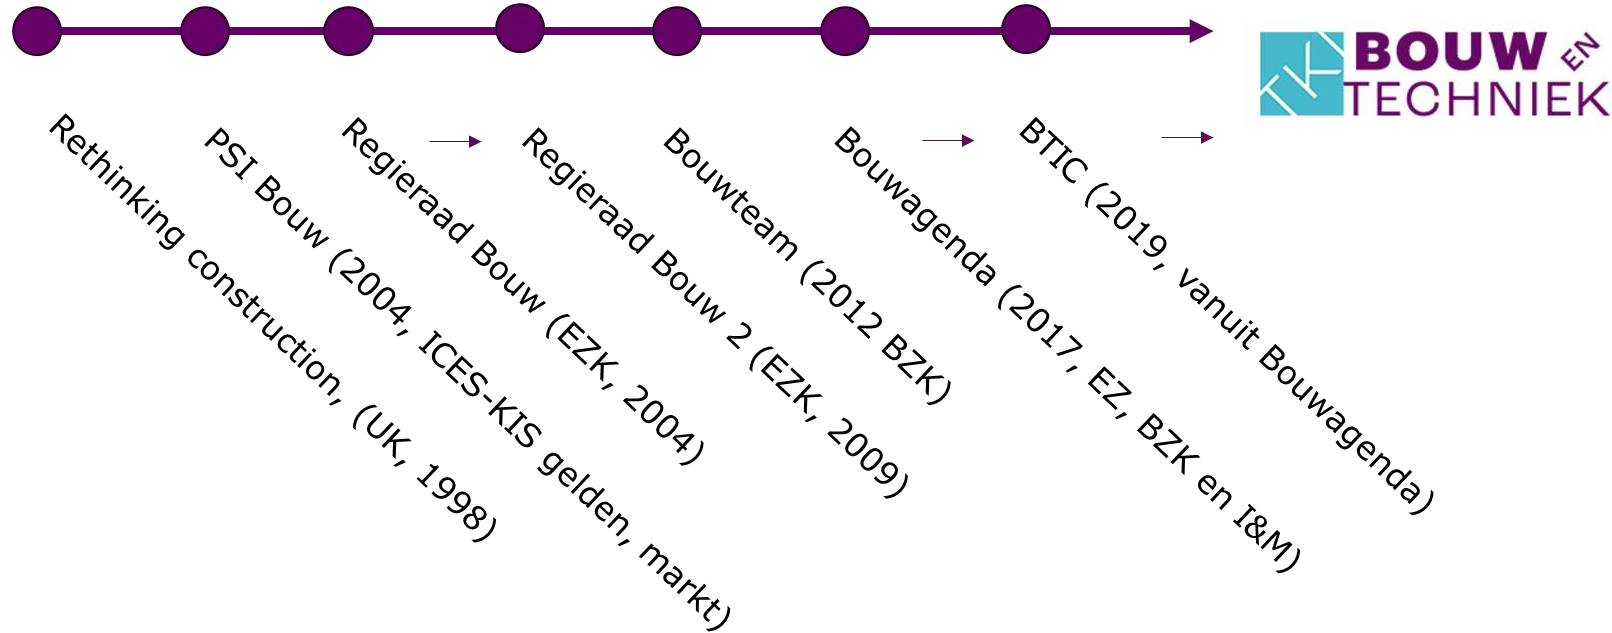 Rethinking construction, (UK, 1998)
PSI Bouw (2004, ICES-KIS gelden, markt)
Regieraad Bouw (EZK, 2004)
Regieraad Bouw 2 (EZK, 2009)
Bouwteam (2012 BZK)
Bouwagenda (2017, EZ, BZK en I&M)
BTIC (2019, vanuit Bouwagenda)
TKI
BOUW EN
TECHNIEK